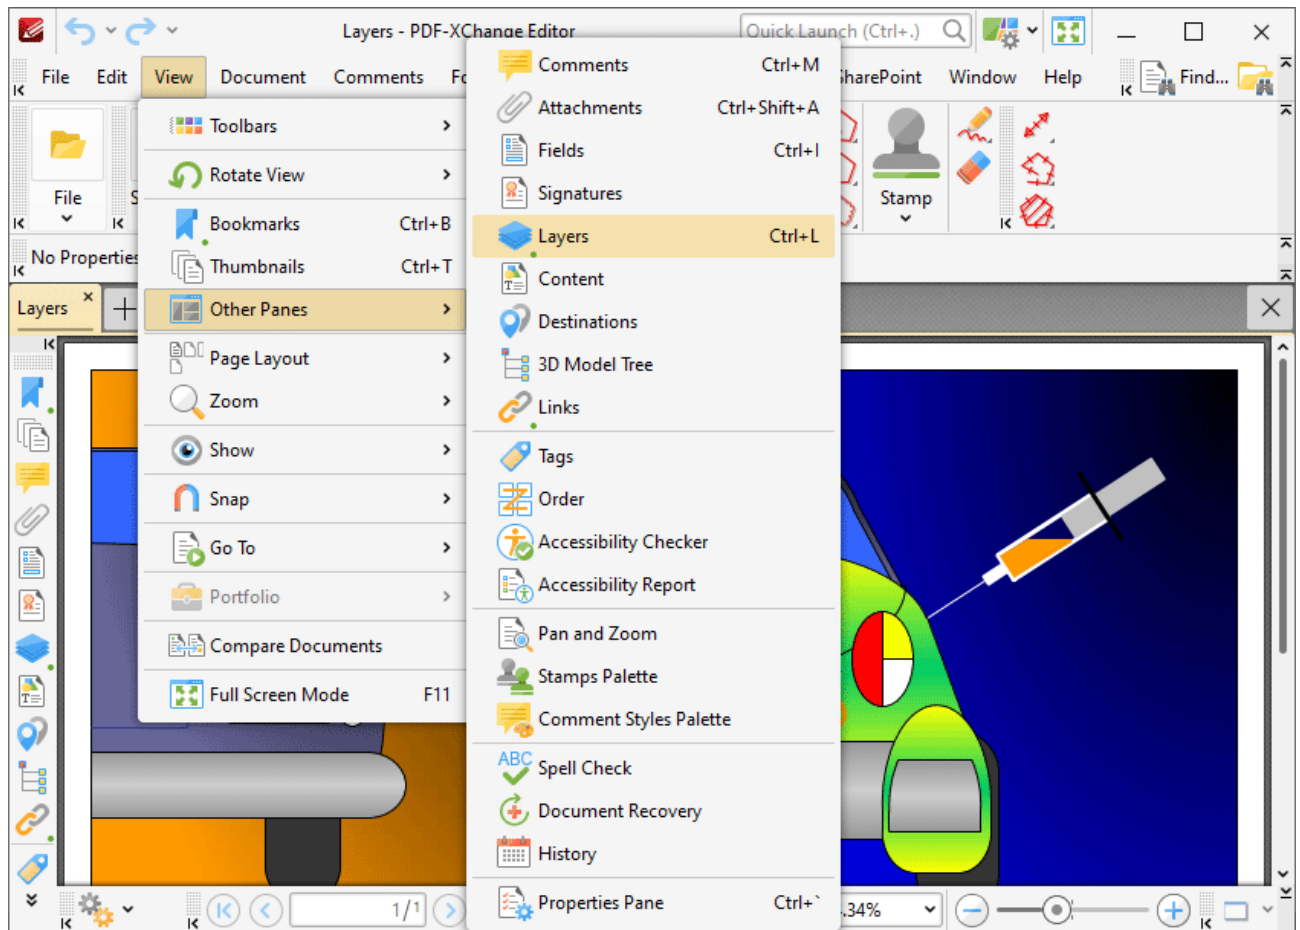 Layers - PDF-XChange Editor
Quick Launch (Ctrl+.)
File Edit View Document Comments SharePoint Window Help Find...
File
Stamp
No Properties
Layers
Toolbars
Rotate View
Bookmarks Ctrl+B
Thumbnails Ctrl+T
Other Panes
Page Layout
Zoom
Show
Snap
Go To
Portfolio
Compare Documents
Full Screen Mode F11
Comments Ctrl+M
Attachments Ctrl+Shift+A
Fields Ctrl+I
Signatures
Layers Ctrl+L
Content
Destinations
3D Model Tree
Links
Tags
Order
Accessibility Checker
Accessibility Report
Pan and Zoom
Stamps Palette
Comment Styles Palette
ABC
Spell Check
Document Recovery
History
Properties Pane Ctrl+`
1/1
.34%